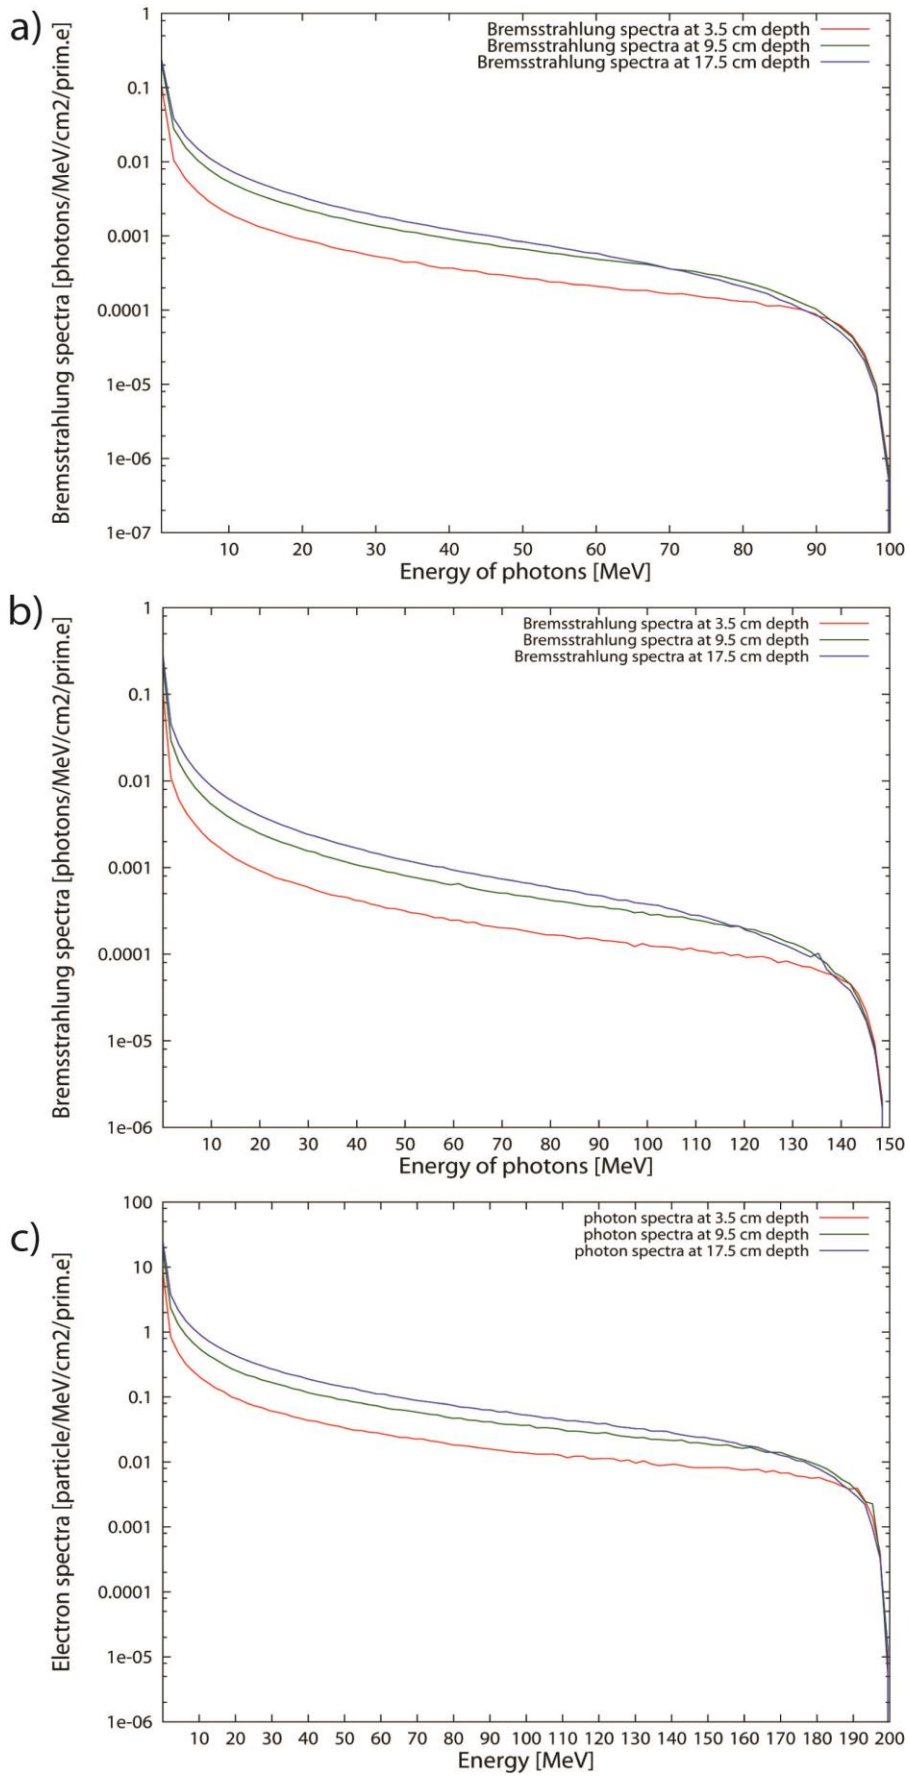 a)
Bremsstrahlung spectra [photons/MeV/cm2/prim.e]
1
0.1
0.01
0.001
0.0001
1e-05
1e-06
1e-07
Bremsstrahlung spectra at 3.5 cm depth
Bremsstrahlung spectra at 9.5 cm depth
Bremsstrahlung spectra at 17.5 cm depth
10 20 30 40 50 60 70 80 90 100
Energy of photons [MeV]
b)
Bremsstrahlung spectra [photons/MeV/cm2/prim.e]
1
0.1
0.01
0.001
0.0001
1e-05
1e-06
Bremsstrahlung spectra at 3.5 cm depth
Bremsstrahlung spectra at 9.5 cm depth
Bremsstrahlung spectra at 17.5 cm depth
10 20 30 40 50 60 70 80 90 100 110 120 130 140 150
Energy of photons [MeV]
c)
Electron spectra [particle/MeV/cm2/prim.e]
100
10
1
0.1
0.01
0.001
0.0001
1e-05
1e-06
photon spectra at 3.5 cm depth
photon spectra at 9.5 cm depth
photon spectra at 17.5 cm depth
10 20 30 40 50 60 70 80 90 100 110 120 130 140 150 160 170 180 190 200
Energy [MeV]